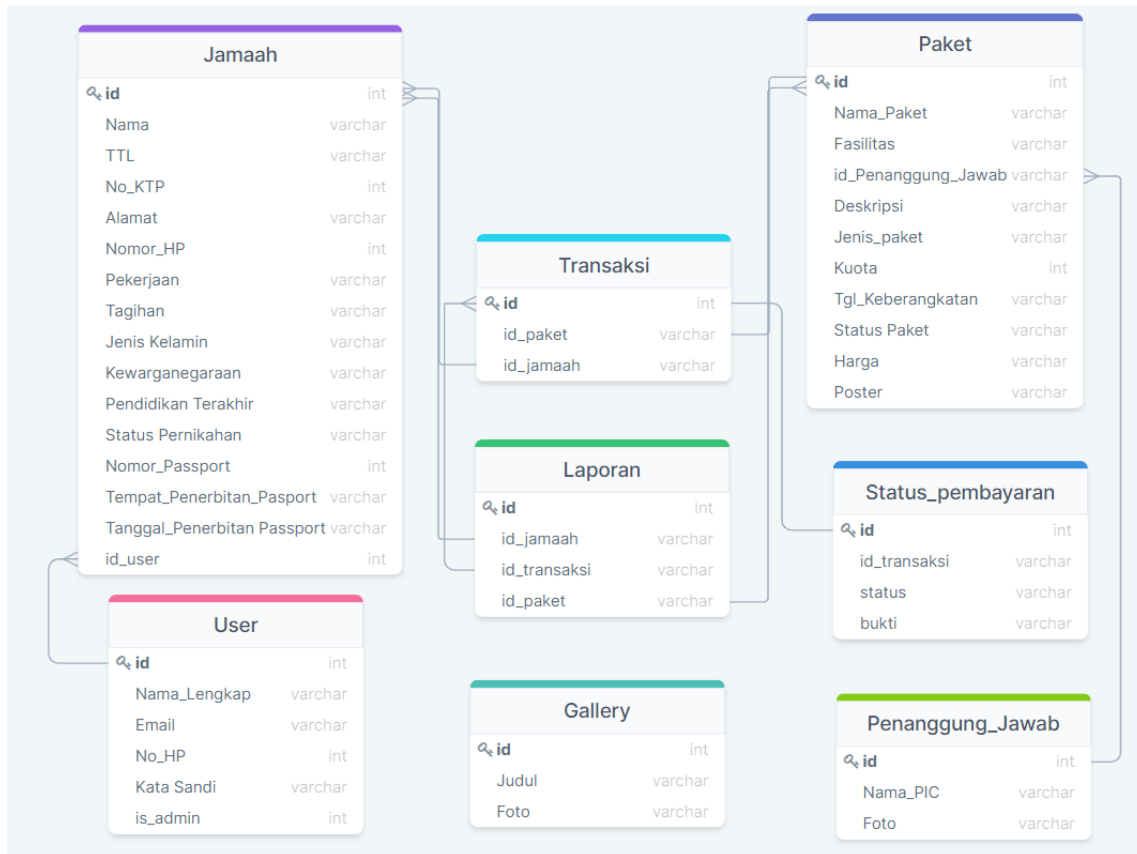 Jamaah
id int
Nama varchar
TTL varchar
No_KTP int
Alamat varchar
Nomor_HP int
Pekerjaan varchar
Tagihan varchar
Jenis Kelamin varchar
Kewarganegaraan varchar
Pendidikan Terakhir varchar
Status Pernikahan varchar
Nomor_Passport int
Tempat_Penerbitan_Pasport varchar
Tanggal_Penerbitan Passport varchar
id_user int
User
id int
Nama_Lengkap varchar
Email varchar
No_HP int
Kata Sandi varchar
is_admin int
Transaksi
id int
id_paket varchar
id_jamaah varchar
Laporan
id int
id_jamaah varchar
id_transaksi varchar
id_paket varchar
Gallery
id int
Judul varchar
Foto varchar
Paket
id int
Nama_Paket varchar
Fasilitas varchar
id_Penanggung_Jawab varchar
Deskripsi varchar
Jenis_paket varchar
Kuota int
Tgl_Keberangkatan varchar
Status Paket varchar
Harga varchar
Poster varchar
Status_pembayaran
id int
id_transaksi varchar
status varchar
bukti varchar
Penanggung_Jawab
id int
Nama_PIC varchar
Foto varchar